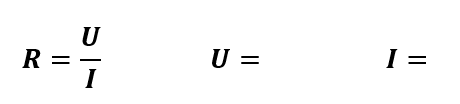 R = U/I U = I =